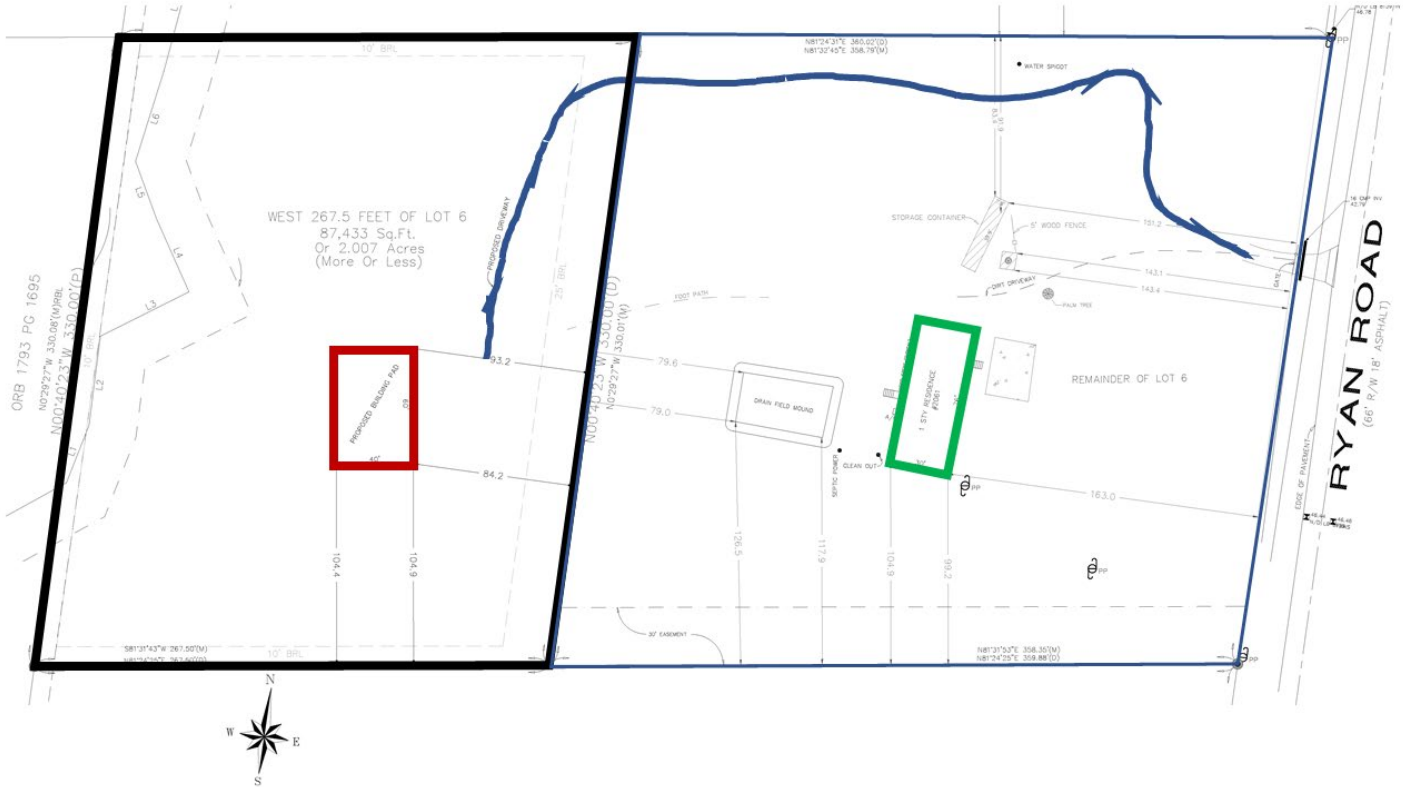 10' BRL
N81°24'31"E 360.02'(D)
N81°32'45"E 358.79'(M)
WATER SPIGOT
PP
L6
L5
L4
L3
L2
L1
WEST 267.5 FEET OF LOT 6
87,433 Sq.Ft.
Or 2.007 Acres
(More Or Less)
PROPOSED DRIVEWAY
25' BRL
10' BRL
ORB 1793 PG 1695
N0°29'27"W 330.08'(M)
N00°40'23"W 330.00'(P)
N00°40'23"W 330.00'(D)
N0°29'27"W 330.01'(M)
STORAGE CONTAINER
5' WOOD FENCE
151.2
143.1
143.4
GATE
DIRT DRIVEWAY
PALM TREE
FOOT PATH
93.2
84.2
PROPOSED BUILDING PAD
60'
40'
104.4
104.9
79.6
79.0
DRAIN FIELD MOUND
1 STY RESIDENCE
#2061
REMAINDER OF LOT 6
SEPTIC POWER
CLEAN OUT
PP
163.0
PP
126.5
117.9
104.9
99.2
30' EASEMENT
EDGE OF PAVEMENT
RYAN ROAD
(66' R/W 18' ASPHALT)
S81°31'43"W 267.50'(M)
10' BRL
N81°31'53"E 358.35'(M)
N81°24'25"E 359.88'(D)
PP
N
W
E
S